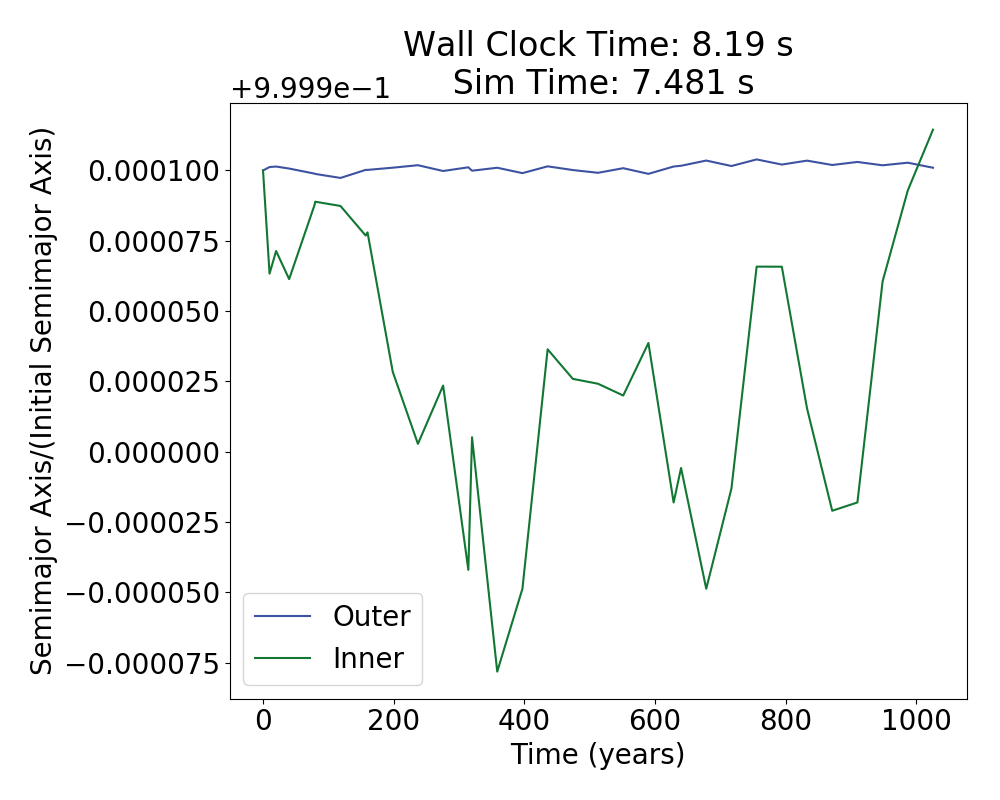 Wall Clock Time: 8.19 s
Sim Time: 7.481 s
+9.999e−1
Semimajor Axis/(Initial Semimajor Axis)
0.000100
0.000075
0.000050
0.000025
0.000000
−0.000025
−0.000050
−0.000075
Outer
Inner
0 200 400 600 800 1000
Time (years)